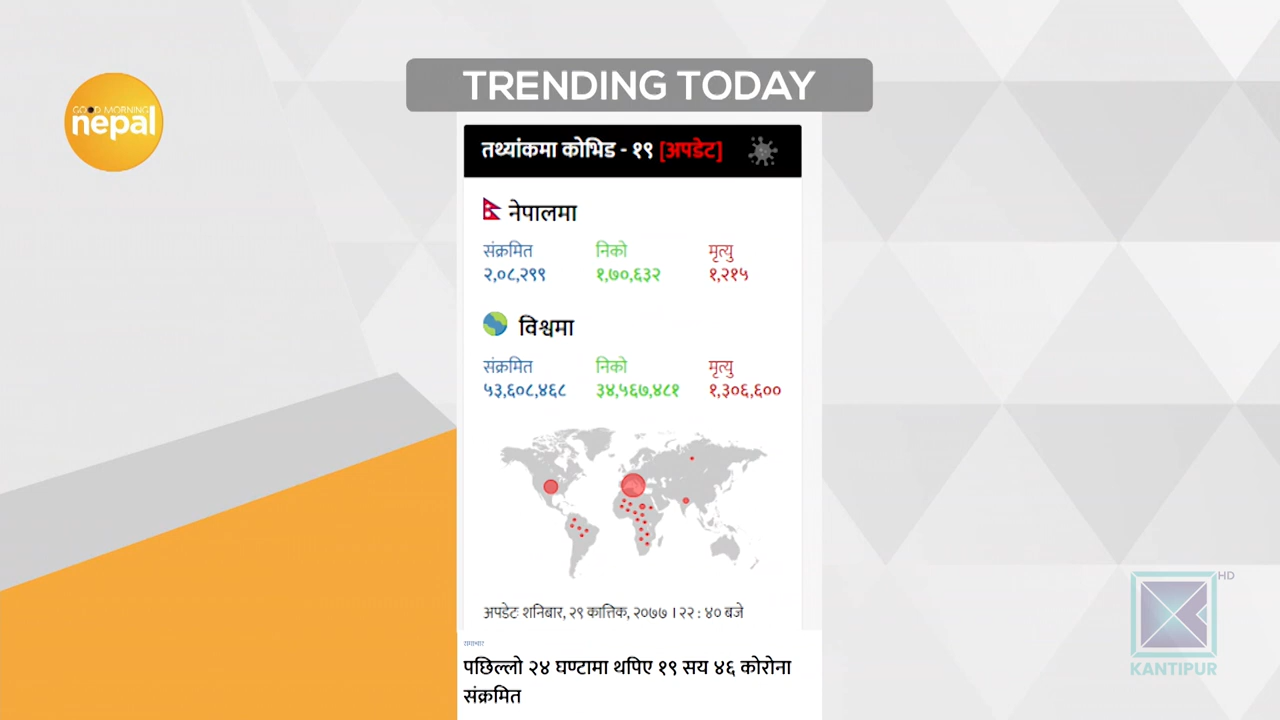 TRENDING TODAY
GOOD MORNING
nepal
तथ्यांकमा कोभिड - १९ [अपडेट]
नेपालमा
संक्रमित निको मृत्यु
२,०८,२९९ १,७०,६३२ १,२१५
विश्वमा
संक्रमित निको मृत्यु
५३,६०८,४६८ ३४,५६७,४८१ १,३०६,६००
अपडेटः शनिबार, २९ कात्तिक, २०७७ । २२ : ४० बजे
समाचार
पछिल्लो २४ घण्टामा थपिए १९ सय ४६ कोरोना
संक्रमित
HD
KANTIPUR